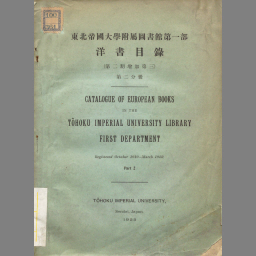 東北帝國大學附屬圖書館第一部
洋書目錄
第二分冊
CATALOGUE OF EUROPEAN BOOKS
IN THE
TÔHOKU IMPERIAL UNIVERSITY LIBRARY
FIRST DEPARTMENT
Part 2
TÔHOKU IMPERIAL UNIVERSITY,
Sendai, Japan.